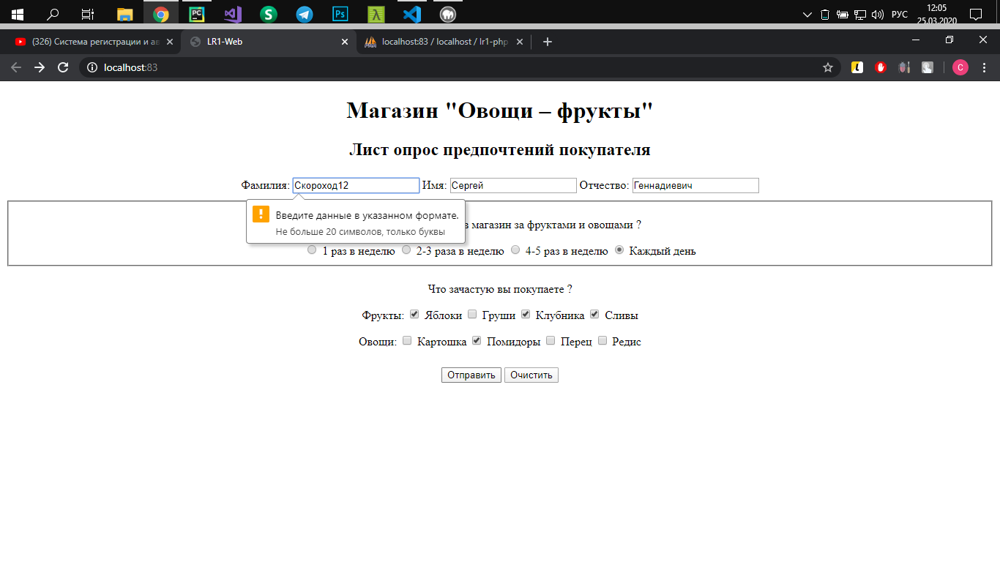 РУС
12:05
25.03.2020
(326) Система регистрации и ав
LR1-Web
localhost:83 / localhost / lr1-php
localhost:83
Магазин "Овощи – фрукты"
Лист опрос предпочтений покупателя
Фамилия: Скороход12 Имя: Сергей Отчество: Геннадиевич
Введите данные в указанном формате.
Не больше 20 символов, только буквы
в магазин за фруктами и овощами ?
1 раз в неделю 2-3 раза в неделю 4-5 раз в неделю Каждый день
Что зачастую вы покупаете ?
Фрукты: Яблоки Груши Клубника Сливы
Овощи: Картошка Помидоры Перец Редис
Отправить Очистить